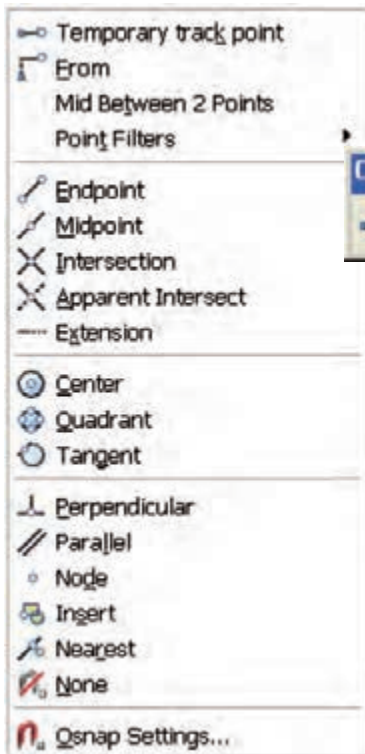 Temporary track point
From
Mid Between 2 Points
Point Filters
Endpoint
Midpoint
Intersection
Apparent Intersect
Extension
Center
Quadrant
Tangent
Perpendicular
Parallel
Node
Insert
Nearest
None
Osnap Settings...